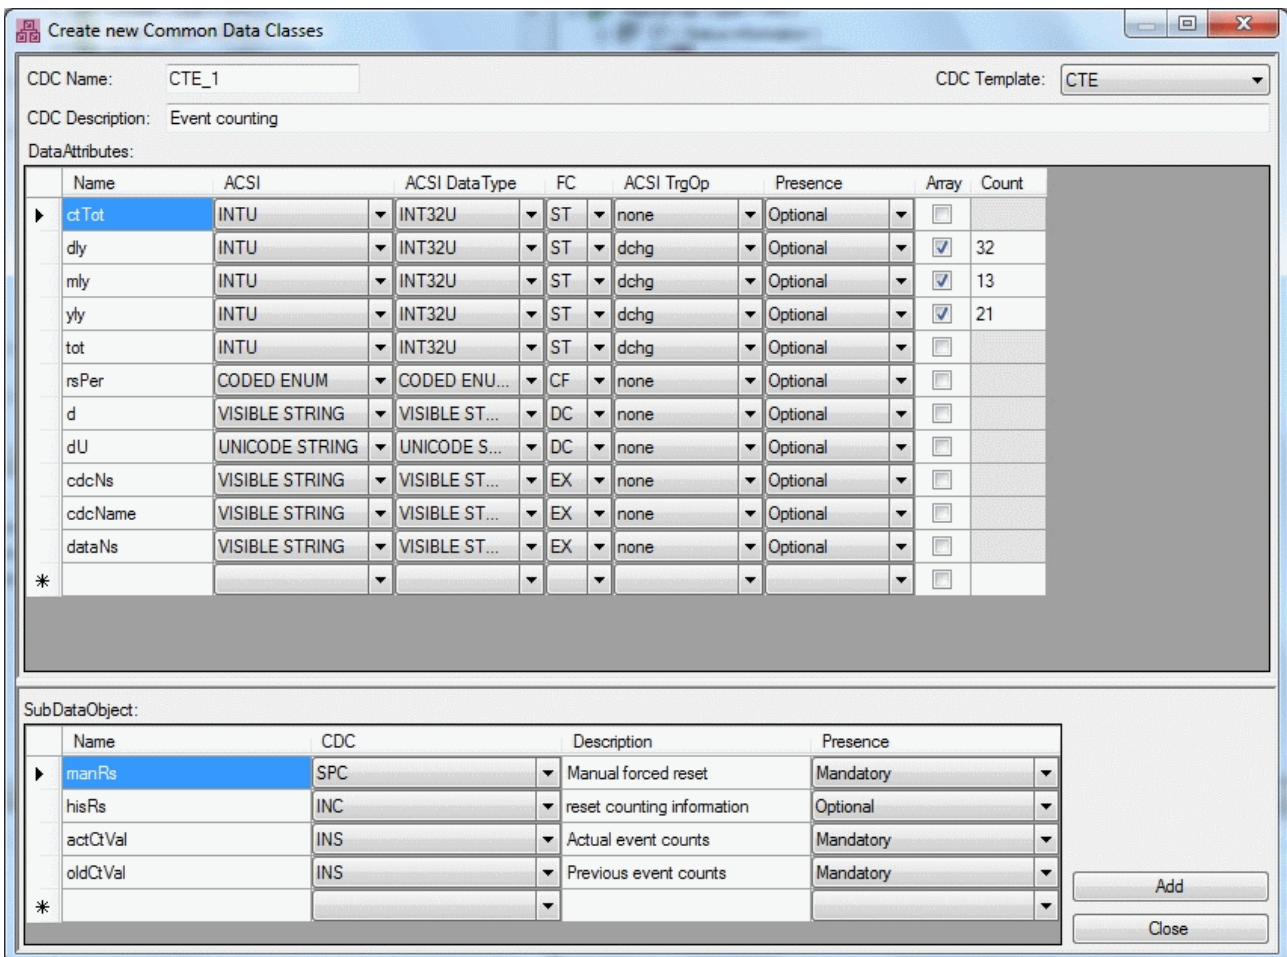 Create new Common Data Classes
CDC Name: CTE_1 CDC Template: CTE
CDC Description: Event counting
DataAttributes:
Name ACSI ACSI DataType FC ACSI TrgOp Presence Array Count
ctTot INTU INT32U ST none Optional
dly INTU INT32U ST dchg Optional 32
mly INTU INT32U ST dchg Optional 13
yly INTU INT32U ST dchg Optional 21
tot INTU INT32U ST dchg Optional
rsPer CODED ENUM CODED ENU... CF none Optional
d VISIBLE STRING VISIBLE ST... DC none Optional
dU UNICODE STRING UNICODE S... DC none Optional
cdcNs VISIBLE STRING VISIBLE ST... EX none Optional
cdcName VISIBLE STRING VISIBLE ST... EX none Optional
dataNs VISIBLE STRING VISIBLE ST... EX none Optional
SubDataObject:
Name CDC Description Presence
manRs SPC Manual forced reset Mandatory
hisRs INC reset counting information Optional
actCtVal INS Actual event counts Mandatory
oldCtVal INS Previous event counts Mandatory
Add
Close